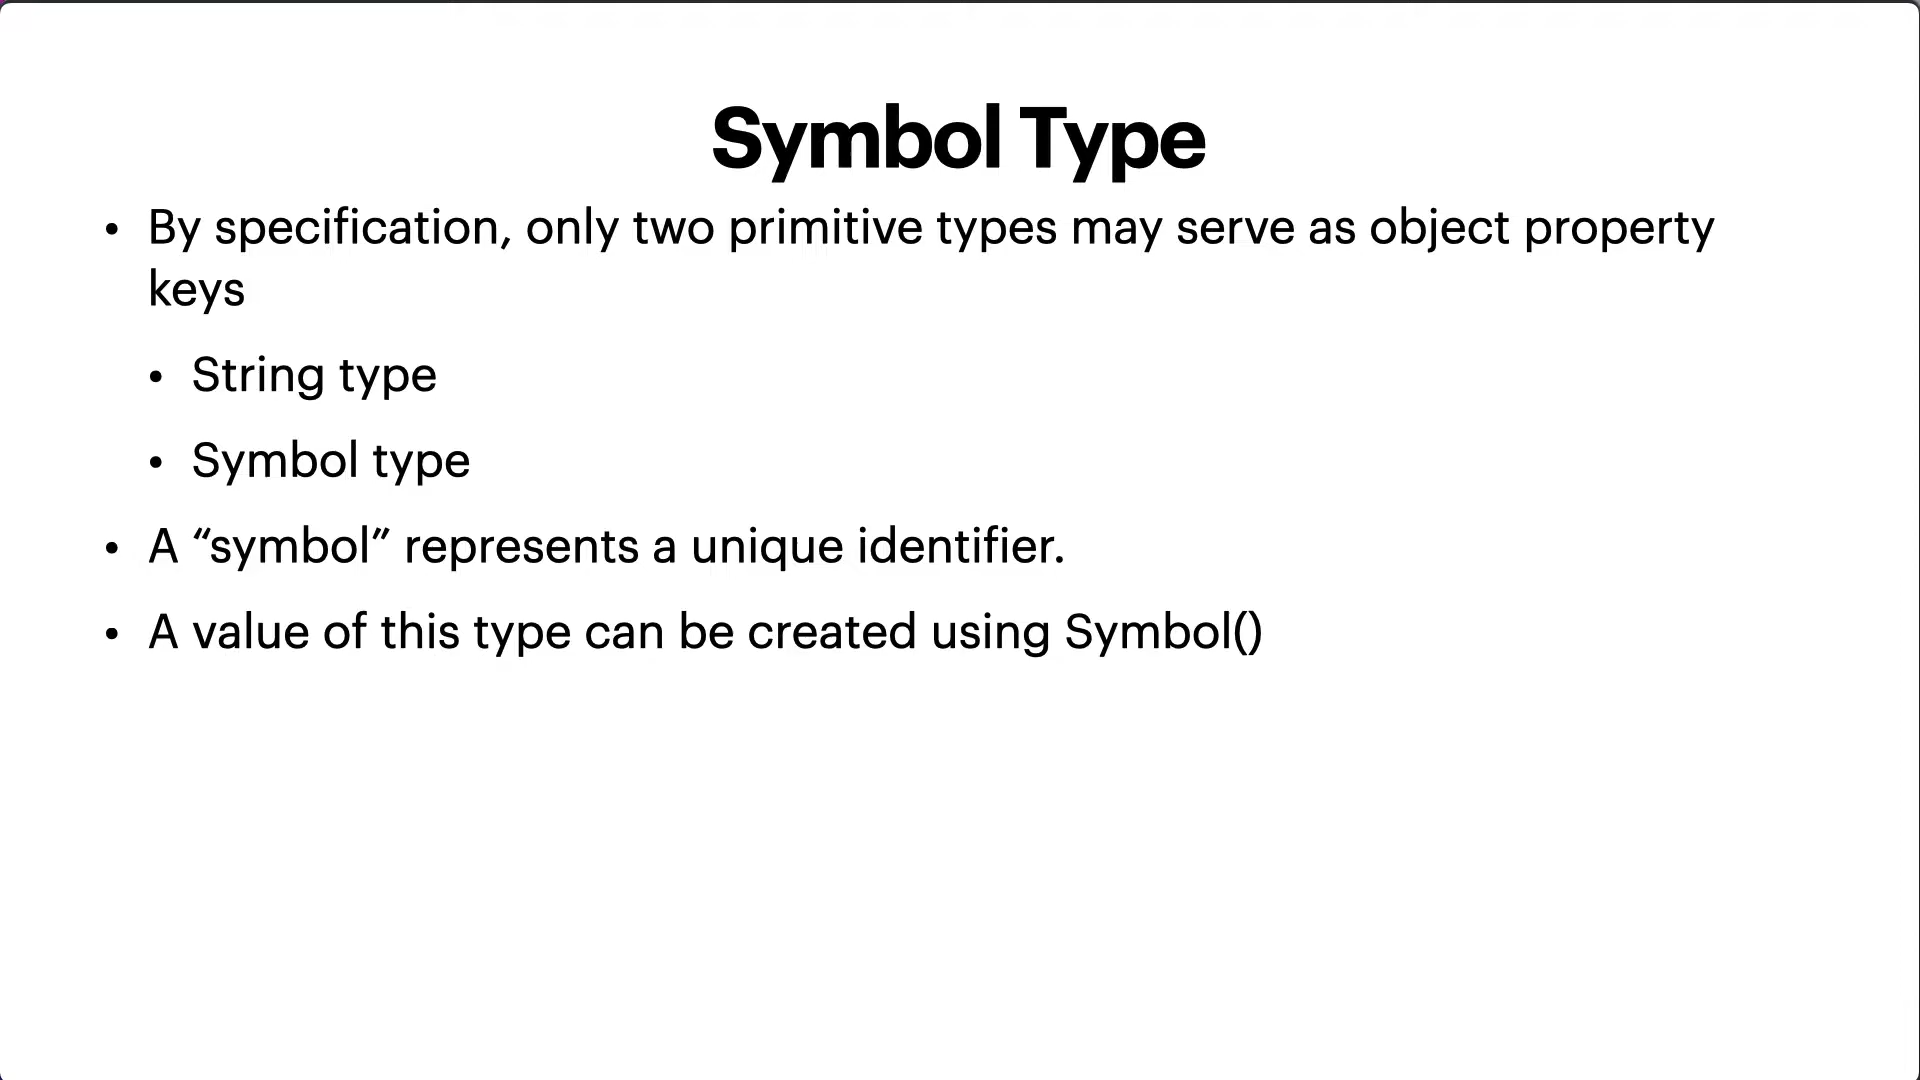 Symbol Type
• By specification, only two primitive types may serve as object property
keys
• String type
• Symbol type
• A “symbol” represents a unique identifier.
• A value of this type can be created using Symbol()